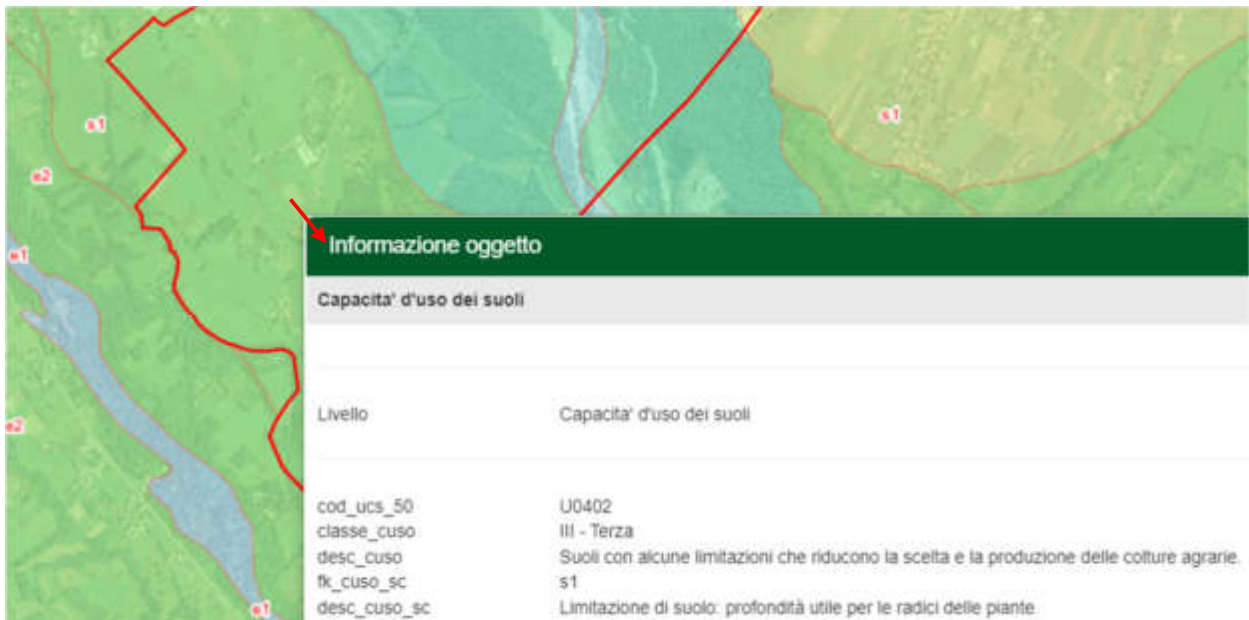 s1
s1
e2
e1
Informazione oggetto
Capacita' d'uso dei suoli
Livello Capacita' d'uso dei suoli
e2
cod_ucs_50 U0402
classe_cuso III - Terza
desc_cuso Suoli con alcune limitazioni che riducono la scelta e la produzione delle colture agrarie.
fk_cuso_sc s1
e1 desc_cuso_sc Limitazione di suolo: profondità utile per le radici delle piante